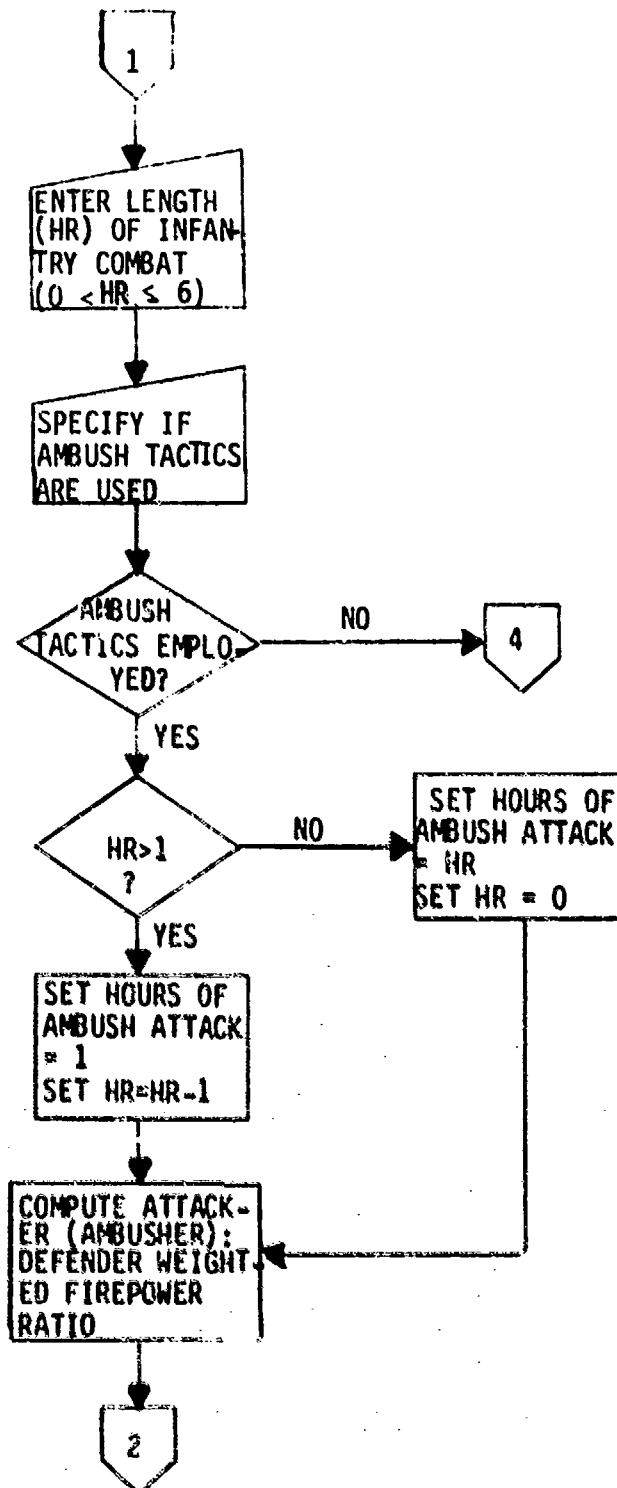 1
ENTER LENGTH
(HR) OF INFAN-
TRY COMBAT
(0 < HR ≤ 6)
SPECIFY IF
AMBUSH TACTICS
ARE USED
AMBUSH
TACTICS EMPLO-
YED?
NO
4
YES
HR>1
?
NO
SET HOURS OF
AMBUSH ATTACK
= HR
SET HR = 0
YES
SET HOURS OF
AMBUSH ATTACK
= 1
SET HR=HR-1
COMPUTE ATTACK-
ER (AMBUSHER):
DEFENDER WEIGHT-
ED FIREPOWER
RATIO
2